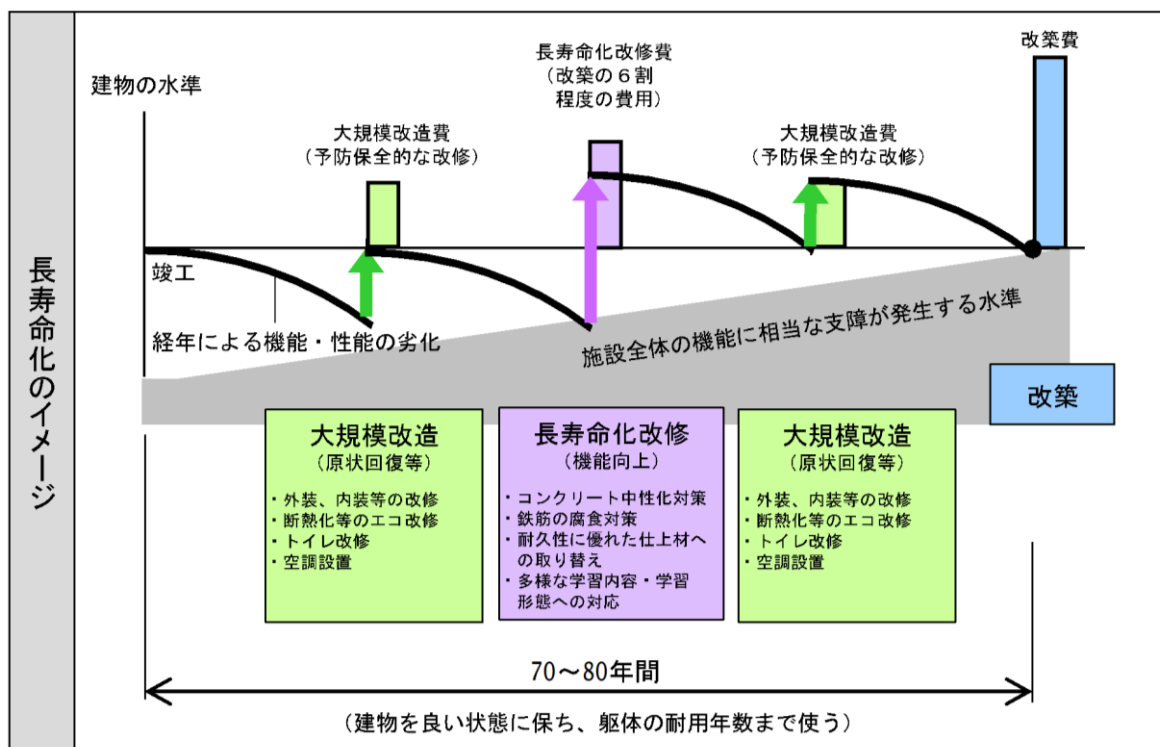 長寿命化のイメージ
建物の水準
大規模改造費
（予防保全的な改修）
長寿命化改修費
（改築の６割
程度の費用）
大規模改造費
（予防保全的な改修）
改築費
竣工
経年による機能・性能の劣化
施設全体の機能に相当な支障が発生する水準
改築
大規模改造
（原状回復等）
・外装、内装等の改修
・断熱化等のエコ改修
・トイレ改修
・空調設置
長寿命化改修
（機能向上）
・コンクリート中性化対策
・鉄筋の腐食対策
・耐久性に優れた仕上材へ
の取り替え
・多様な学習内容・学習
形態への対応
大規模改造
（原状回復等）
・外装、内装等の改修
・断熱化等のエコ改修
・トイレ改修
・空調設置
70～80年間
（建物を良い状態に保ち、躯体の耐用年数まで使う）